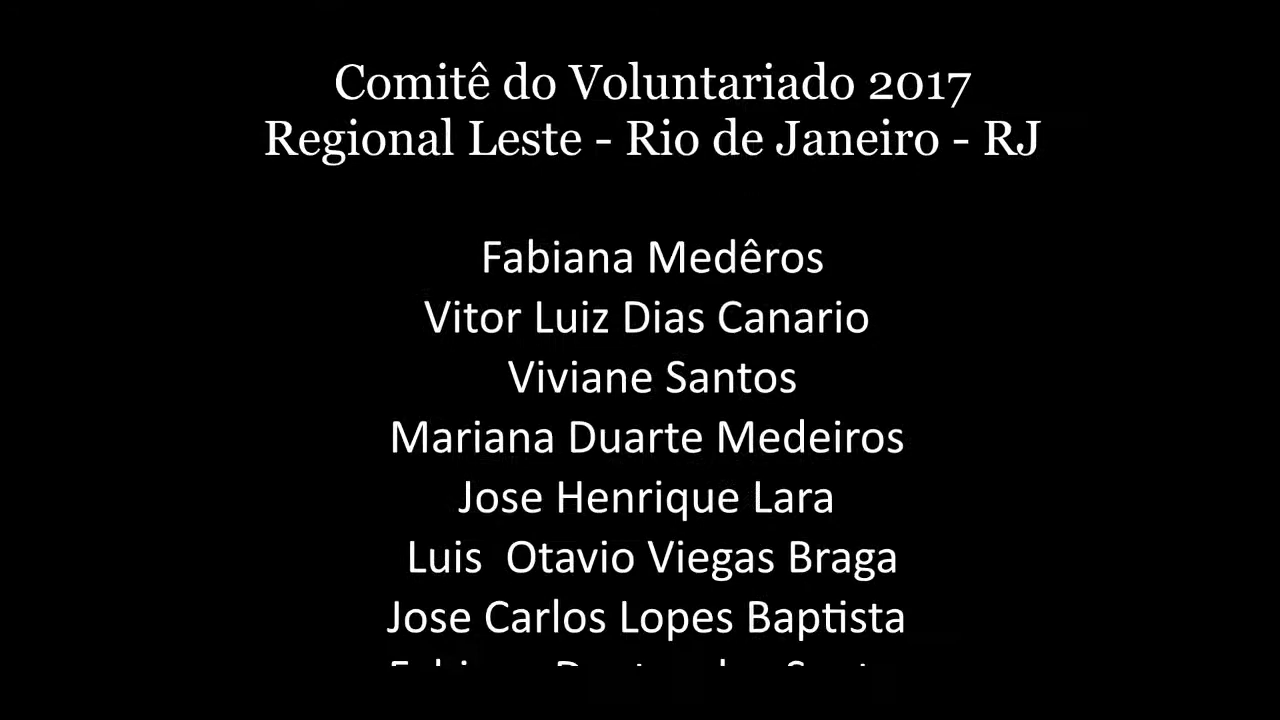 Comitê do Voluntariado 2017
Regional Leste - Rio de Janeiro - RJ
Fabiana Medêros
Vitor Luiz Dias Canario
Viviane Santos
Mariana Duarte Medeiros
Jose Henrique Lara
Luis  Otavio Viegas Braga
Jose Carlos Lopes Baptista